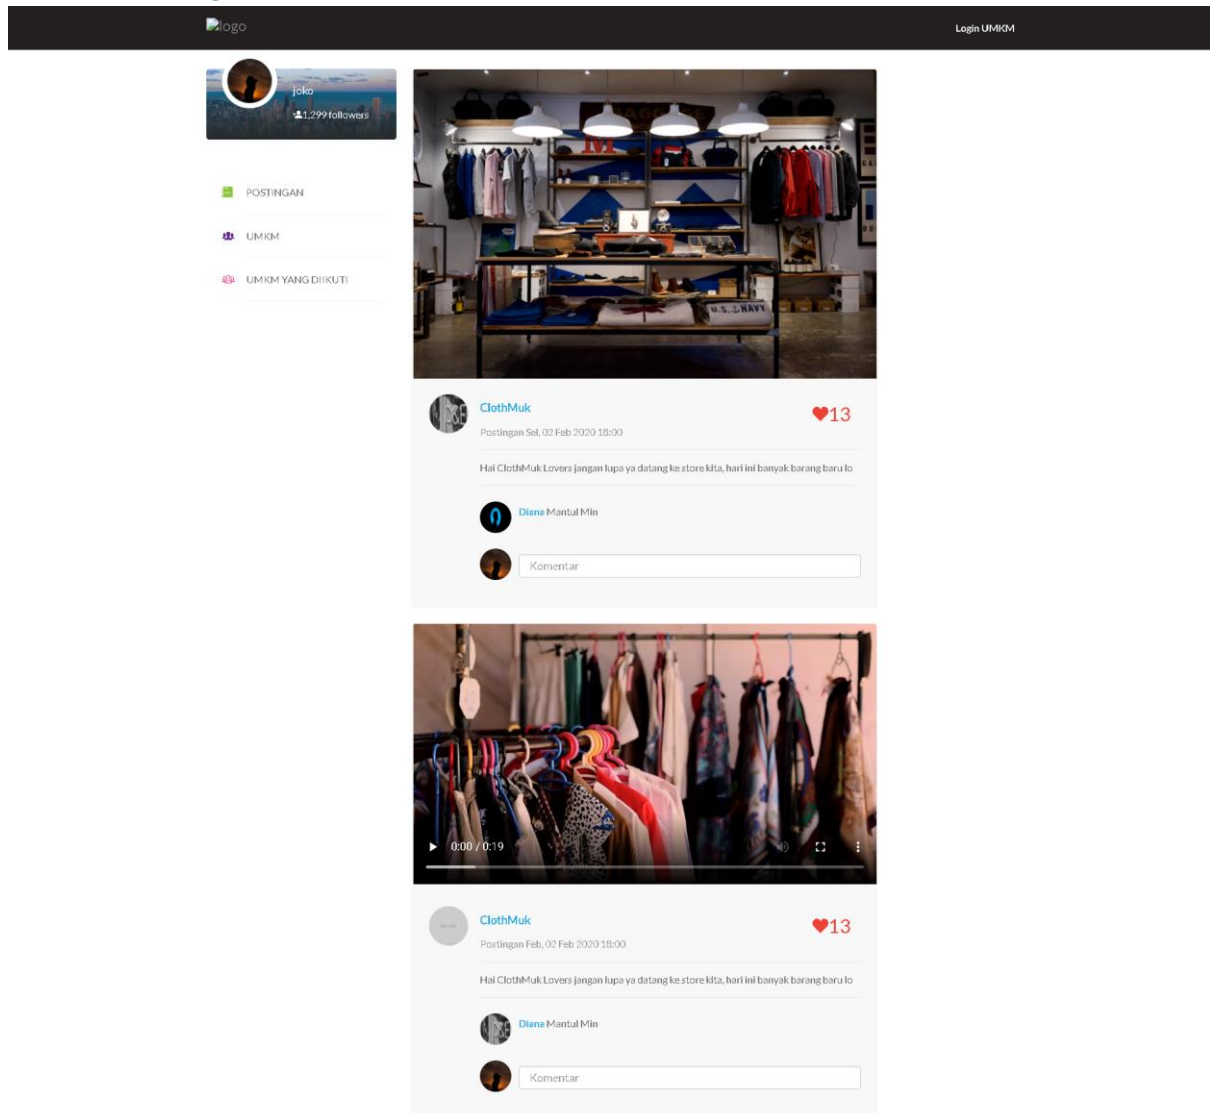 logo
Login UMKM
joko
1,299 followers
POSTINGAN
UMKM
UMKM YANG DIIKUTI
U.S. NAVY
ClothMuk
13
Postingan Sel, 02 Feb 2020 18:00
Hai ClothMuk Lovers jangan lupa ya datang ke store kita, hari ini banyak barang baru lo
Diana Mantul Min
Komentar
0:00 / 0:19
ClothMuk
13
Postingan Feb, 02 Feb 2020 18:00
Hai ClothMuk Lovers jangan lupa ya datang ke store kita, hari ini banyak barang baru lo
Diana Mantul Min
Komentar